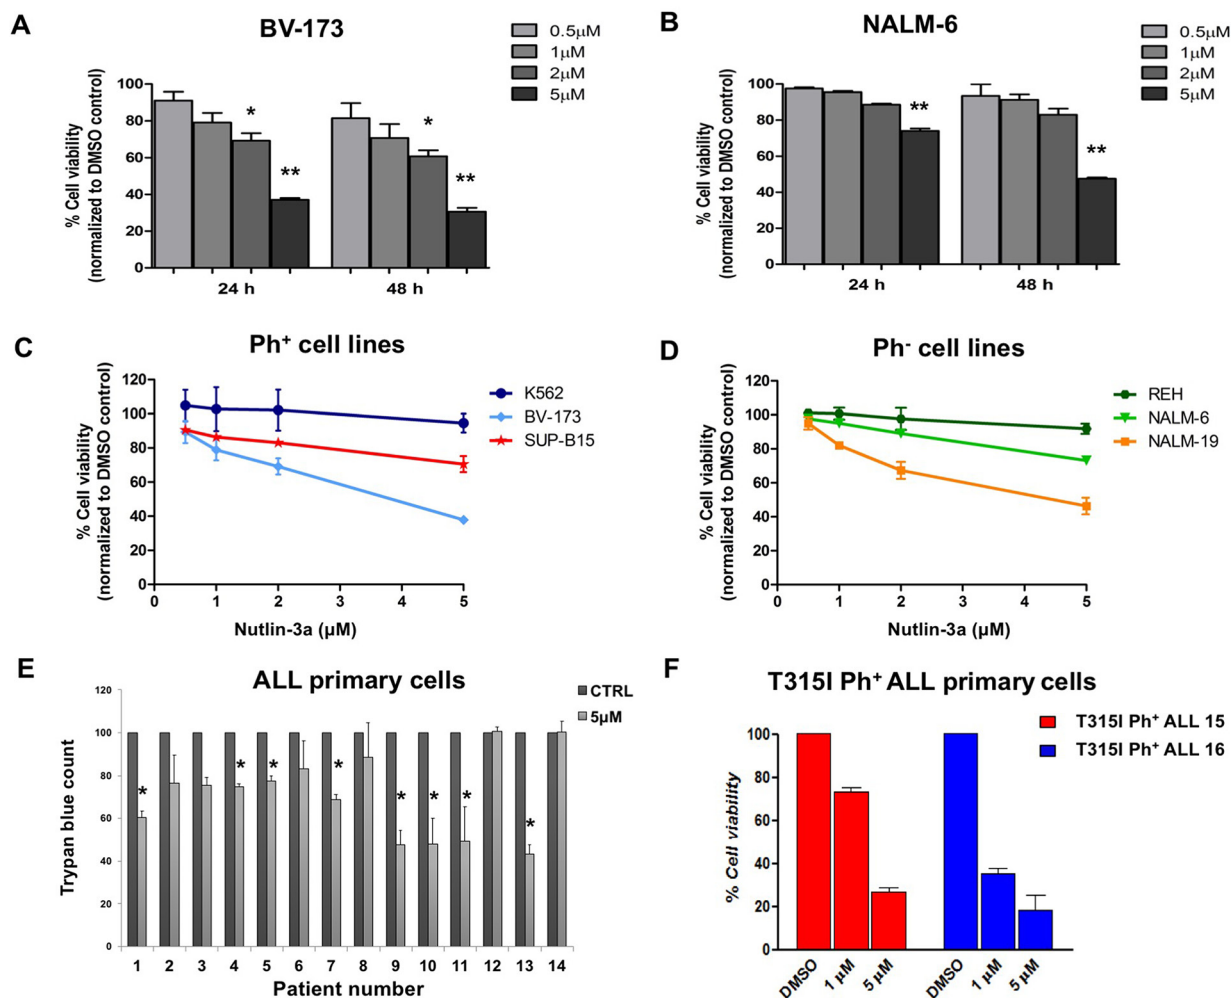 A
BV-173
0.5µM
1µM
2µM
5µM
% Cell viability
(normalized to DMSO control)
100
80
60
40
20
0
*
**
*
**
24 h
48 h
B
NALM-6
0.5µM
1µM
2µM
5µM
% Cell viability
(normalized to DMSO control)
100
80
60
40
20
0
**
**
24 h
48 h
C
Ph⁺ cell lines
% Cell viability
(normalized to DMSO control)
120
100
80
60
40
20
0
0 1 2 3 4 5
Nutlin-3a (µM)
K562
BV-173
SUP-B15
D
Ph⁻ cell lines
% Cell viability
(normalized to DMSO control)
120
100
80
60
40
20
0
0 1 2 3 4 5
Nutlin-3a (µM)
REH
NALM-6
NALM-19
E
ALL primary cells
CTRL
5µM
Trypan blue count
120
100
80
60
40
20
0
* * * * * * * *
1 2 3 4 5 6 7 8 9 10 11 12 13 14
Patient number
F
T315I Ph⁺ ALL primary cells
T315I Ph⁺ ALL 15
T315I Ph⁺ ALL 16
% Cell viability
100
80
60
40
20
0
DMSO 1 µM 5 µM DMSO 1 µM 5 µM